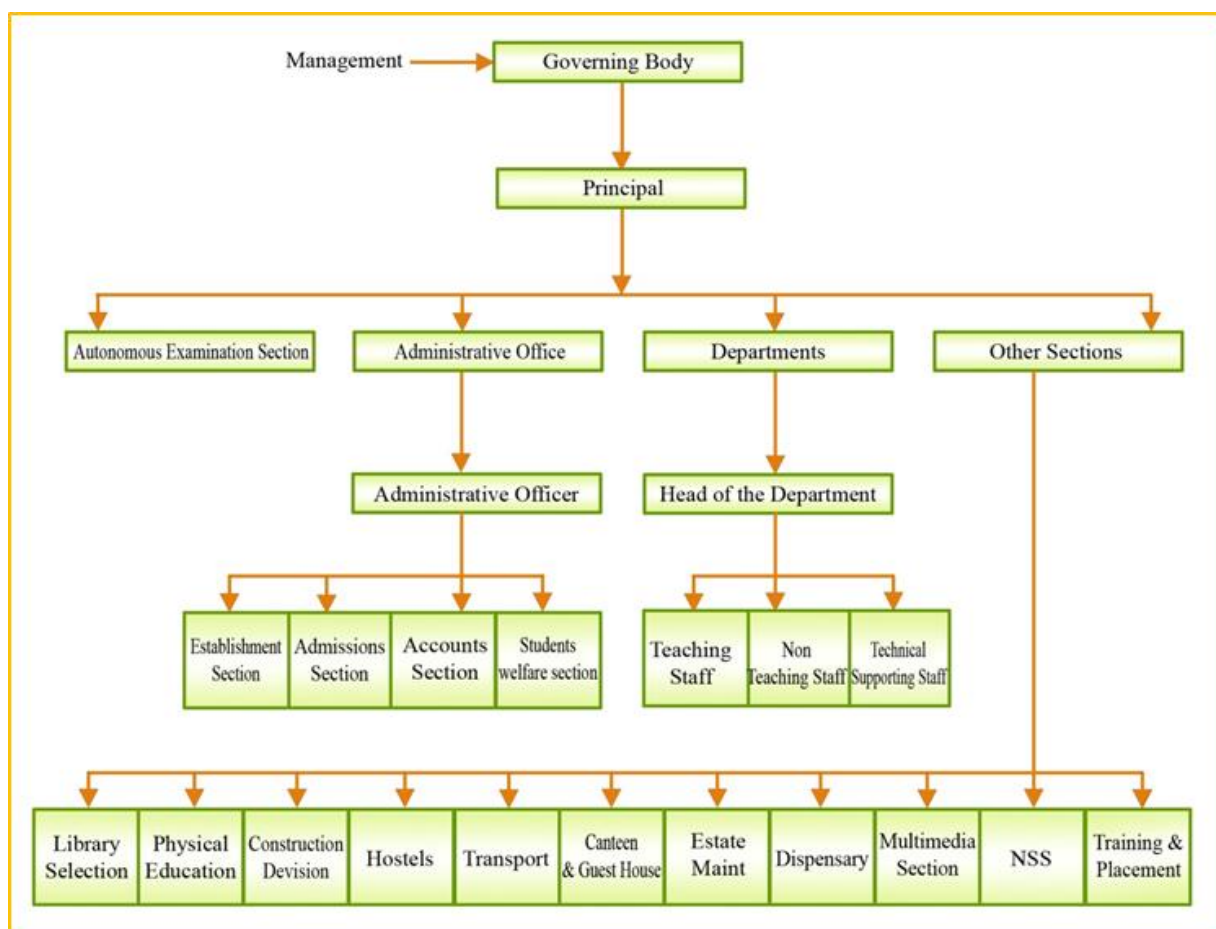 Management
Governing Body
Principal
Autonomous Examination Section
Administrative Office
Departments
Other Sections
Administrative Officer
Head of the Department
Establishment
Section
Admissions
Section
Accounts
Section
Students
welfare section
Teaching
Staff
Non
Teaching Staff
Technical
Supporting Staff
Library
Selection
Physical
Education
Construction
Devision
Hostels
Transport
Canteen
& Guest House
Estate
Maint
Dispensary
Multimedia
Section
NSS
Training &
Placement